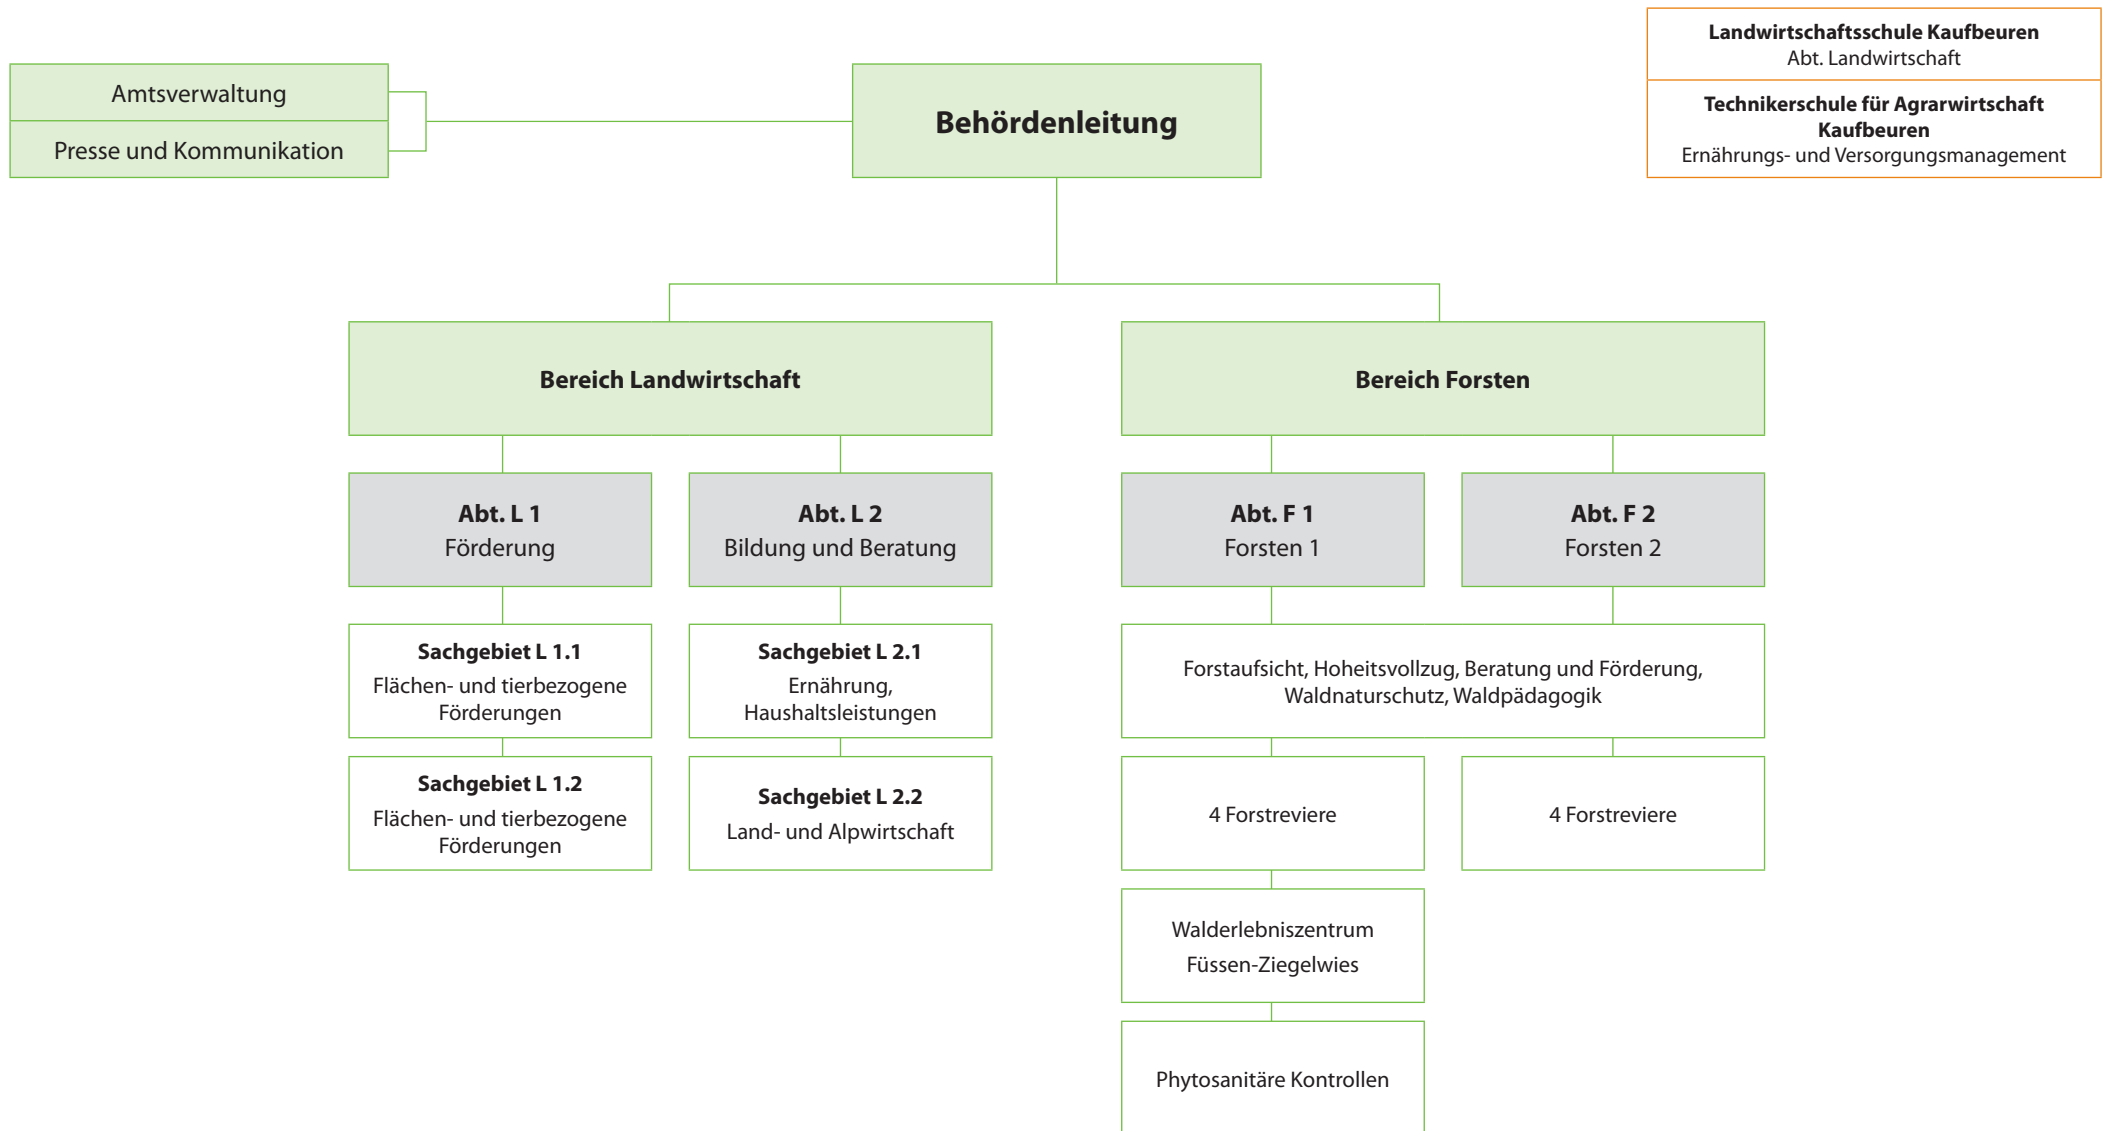 Landwirtschaftsschule Kaufbeuren
Abt. Landwirtschaft
Technikerschule für Agrarwirtschaft
Kaufbeuren
Ernährungs- und Versorgungsmanagement
Amtsverwaltung
Presse und Kommunikation
Behördenleitung
Bereich Landwirtschaft
Bereich Forsten
Abt. L 1
Förderung
Abt. L 2
Bildung und Beratung
Abt. F 1
Forsten 1
Abt. F 2
Forsten 2
Sachgebiet L 1.1
Flächen- und tierbezogene
Förderungen
Sachgebiet L 2.1
Ernährung,
Haushaltsleistungen
Forstaufsicht, Hoheitsvollzug, Beratung und Förderung,
Waldnaturschutz, Waldpädagogik
Sachgebiet L 1.2
Flächen- und tierbezogene
Förderungen
Sachgebiet L 2.2
Land- und Alpwirtschaft
4 Forstreviere
4 Forstreviere
Walderlebniszentrum
Füssen-Ziegelwies
Phytosanitäre Kontrollen